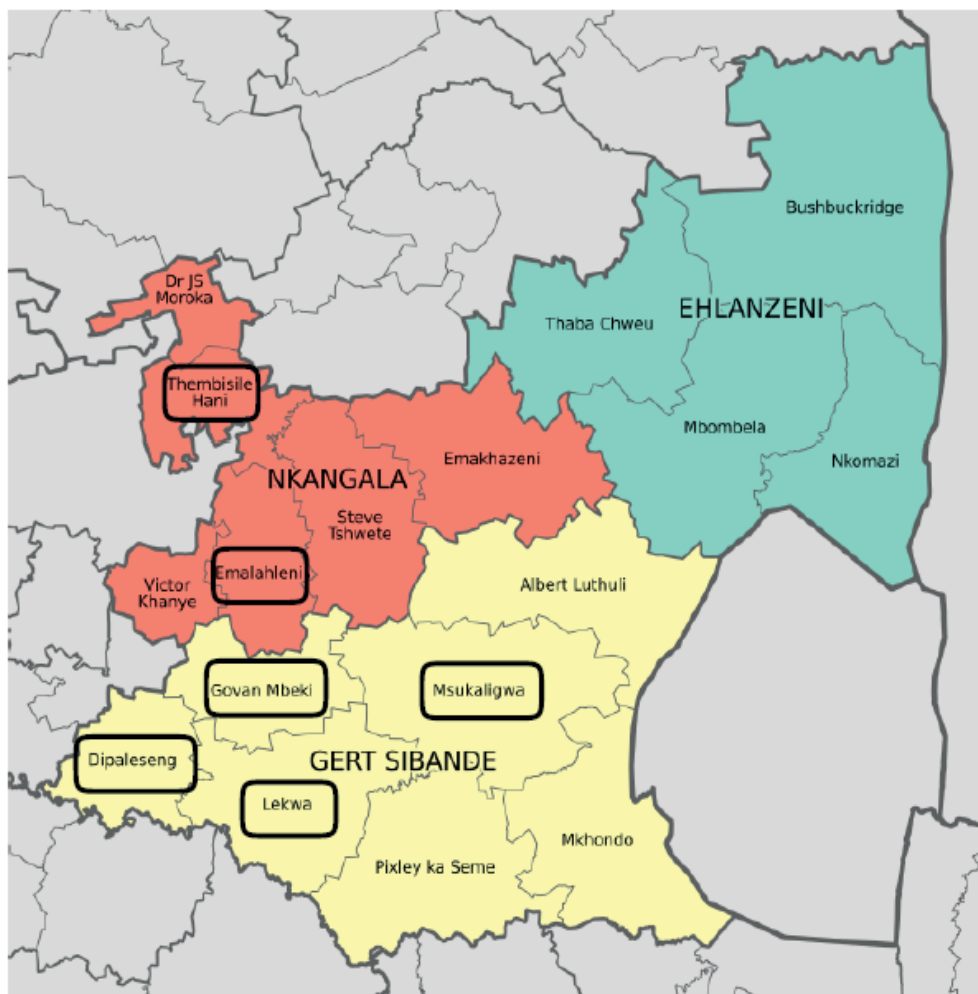 Bushbuckridge
Dr JS
Moroka
Thaba Chweu
EHLANZENI
Thembisile
Hani
Mbombela
Emakhazeni
Nkomazi
NKANGALA
Steve
Tshwete
Emalahleni
Victor
Khanye
Albert Luthuli
Govan Mbeki
Msukaligwa
Dipaleseng
GERT SIBANDE
Lekwa
Mkhondo
Pixley ka Seme